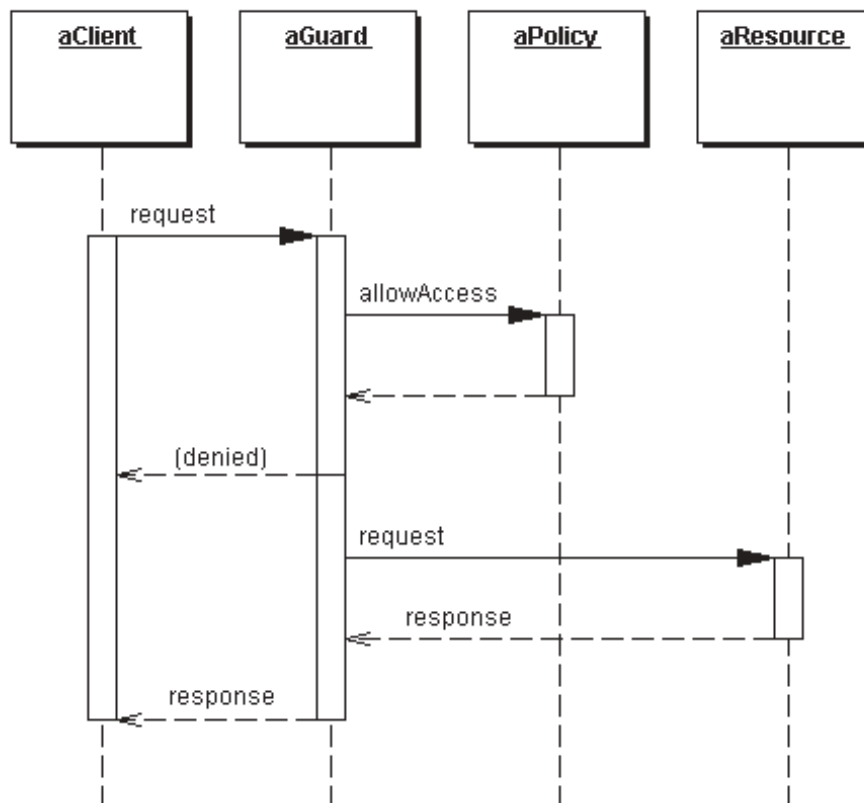 aClient
aGuard
aPolicy
aResource
request
allowAccess
(denied)
request
response
response